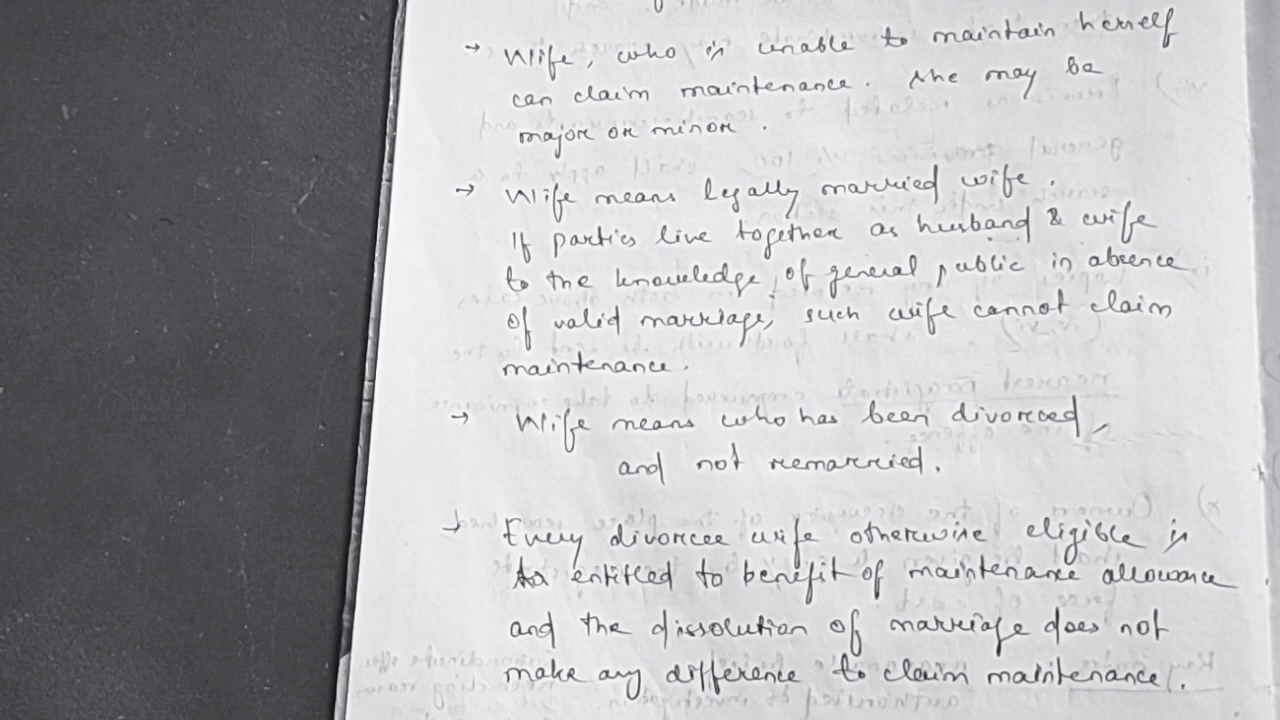 → Wife, who is unable to maintain herself
can claim maintenance. She may be
major or minor.
→ Wife means legally married wife.
If parties live together as husband & wife
to the knowledge, of general public in absence
of valid marriage, such wife cannot claim
maintenance.
→ Wife means who has been divorced,
and not remarried.
→ Every divorcee wife otherwise eligible is
entitled to benefit of maintenance allowance
and the dissolution of marriage does not
make any difference to claim maintenance.